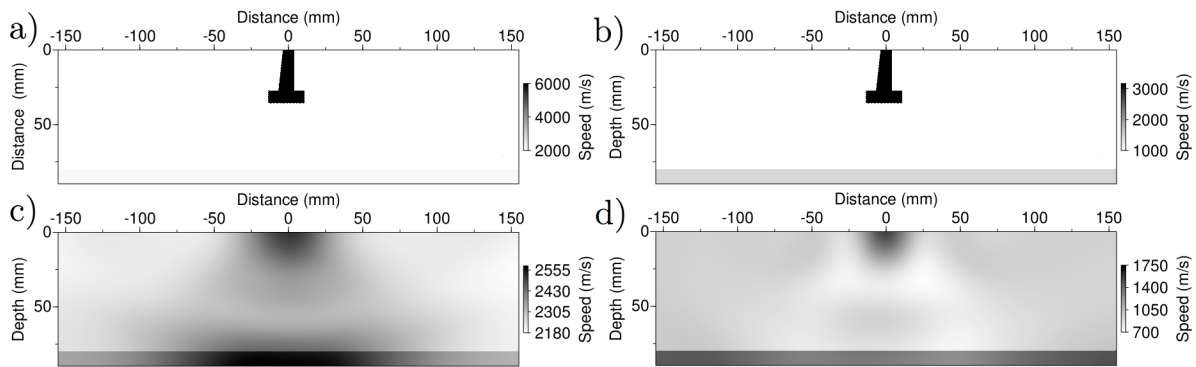 a)
Distance (mm)
-150 -100 -50 0 50 100 150
0
50
Distance (mm)
6000
4000
2000
Speed (m/s)
b)
Distance (mm)
-150 -100 -50 0 50 100 150
0
50
Depth (mm)
3000
2000
1000
Speed (m/s)
c)
Distance (mm)
-150 -100 -50 0 50 100 150
0
50
Depth (mm)
2555
2430
2305
2180
Speed (m/s)
d)
Distance (mm)
-150 -100 -50 0 50 100 150
0
50
Depth (mm)
1750
1400
1050
700
Speed (m/s)